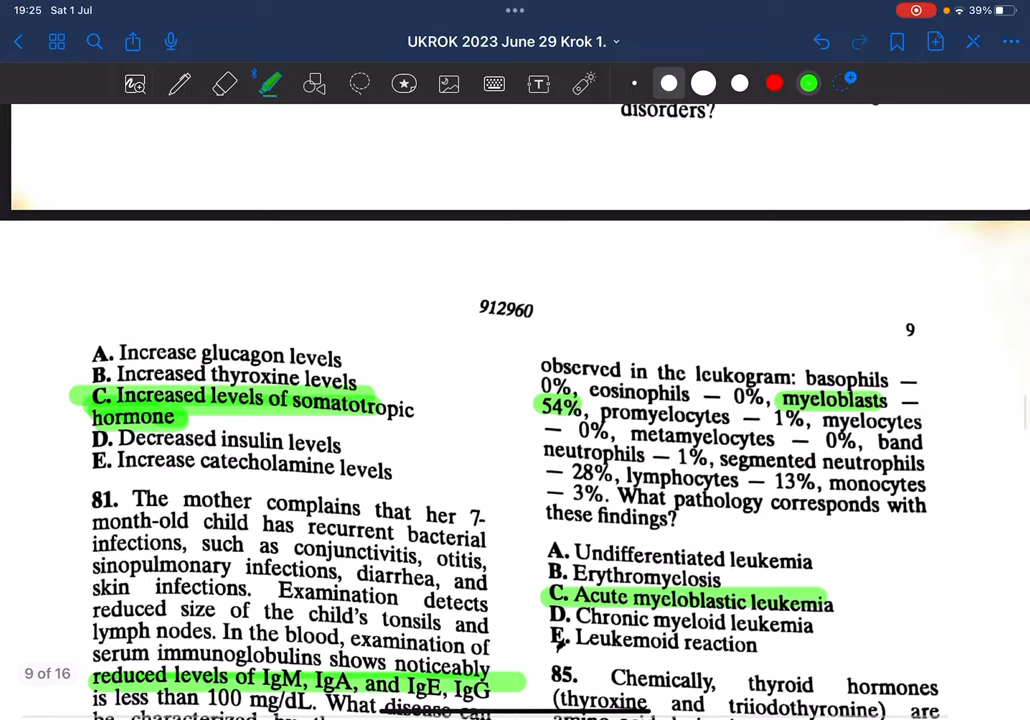 19:25 Sat 1 Jul
39%
UKROK 2023 June 29 Krok 1.
disorders?
912960
9
A. Increase glucagon levels
B. Increased thyroxine levels
C. Increased levels of somatotropic
hormone
D. Decreased insulin levels
E. Increase catecholamine levels
81. The mother complains that her 7-
month-old child has recurrent bacterial
infections, such as conjunctivitis, otitis,
sinopulmonary infections, diarrhea, and
skin infections. Examination detects
reduced size of the child's tonsils and
lymph nodes. In the blood, examination of
serum immunoglobulins shows noticeably
reduced levels of IgM, IgA, and IgE, IgG
is less than 100 mg/dL. What disease can
be characterized by the
observed in the leukogram: basophils —
0%, eosinophils — 0%, myeloblasts —
54%, promyelocytes — 1%, myelocytes
— 0%, metamyelocytes — 0%, band
neutrophils — 1%, segmented neutrophils
— 28%, lymphocytes — 13%, monocytes
— 3%. What pathology corresponds with
these findings?
A. Undifferentiated leukemia
B. Erythromyelosis
C. Acute myeloblastic leukemia
D. Chronic myeloid leukemia
E. Leukemoid reaction
85. Chemically, thyroid hormones
(thyroxine and triiodothyronine) are
9 of 16